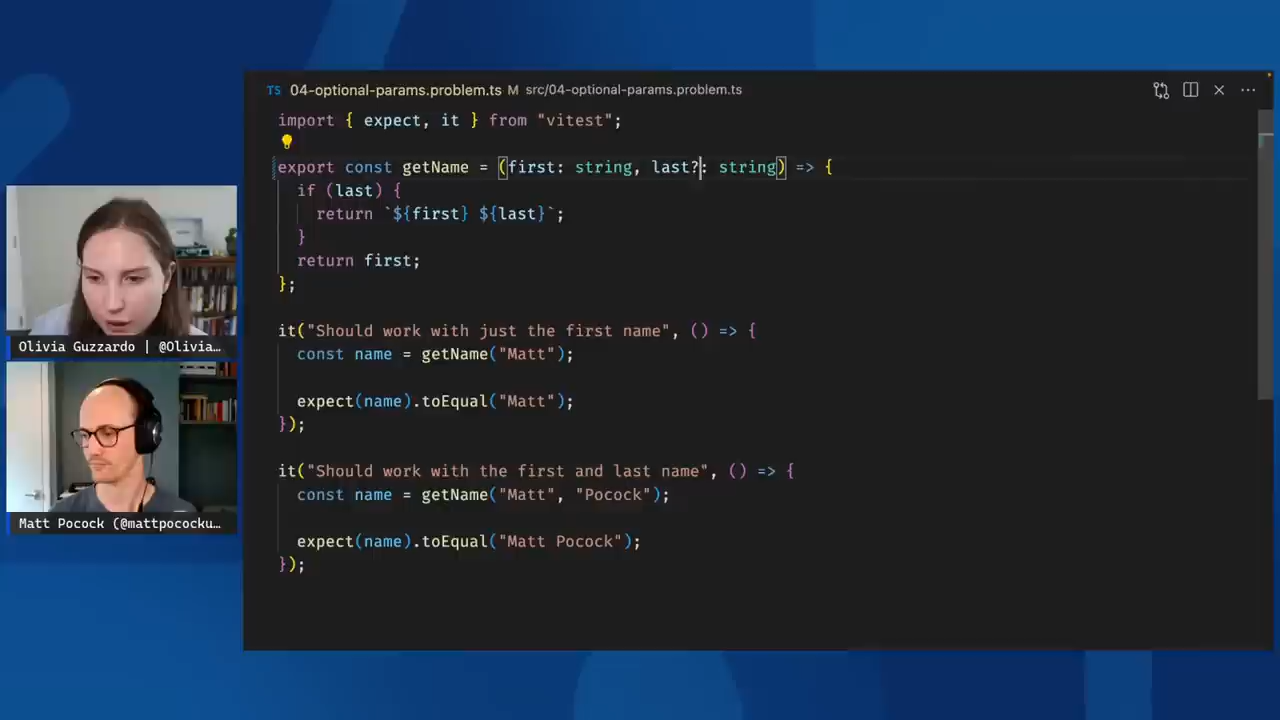 TS 04-optional-params.problem.ts M src/04-optional-params.problem.ts
import { expect, it } from "vitest";
export const getName = (first: string, last?: string) => {
  if (last) {
    return `${first} ${last}`;
  }
  return first;
};
it("Should work with just the first name", () => {
  const name = getName("Matt");
  expect(name).toEqual("Matt");
});
it("Should work with the first and last name", () => {
  const name = getName("Matt", "Pocock");
  expect(name).toEqual("Matt Pocock");
});
Olivia Guzzardo | @Olivia…
Matt Pocock (@mattpococku…